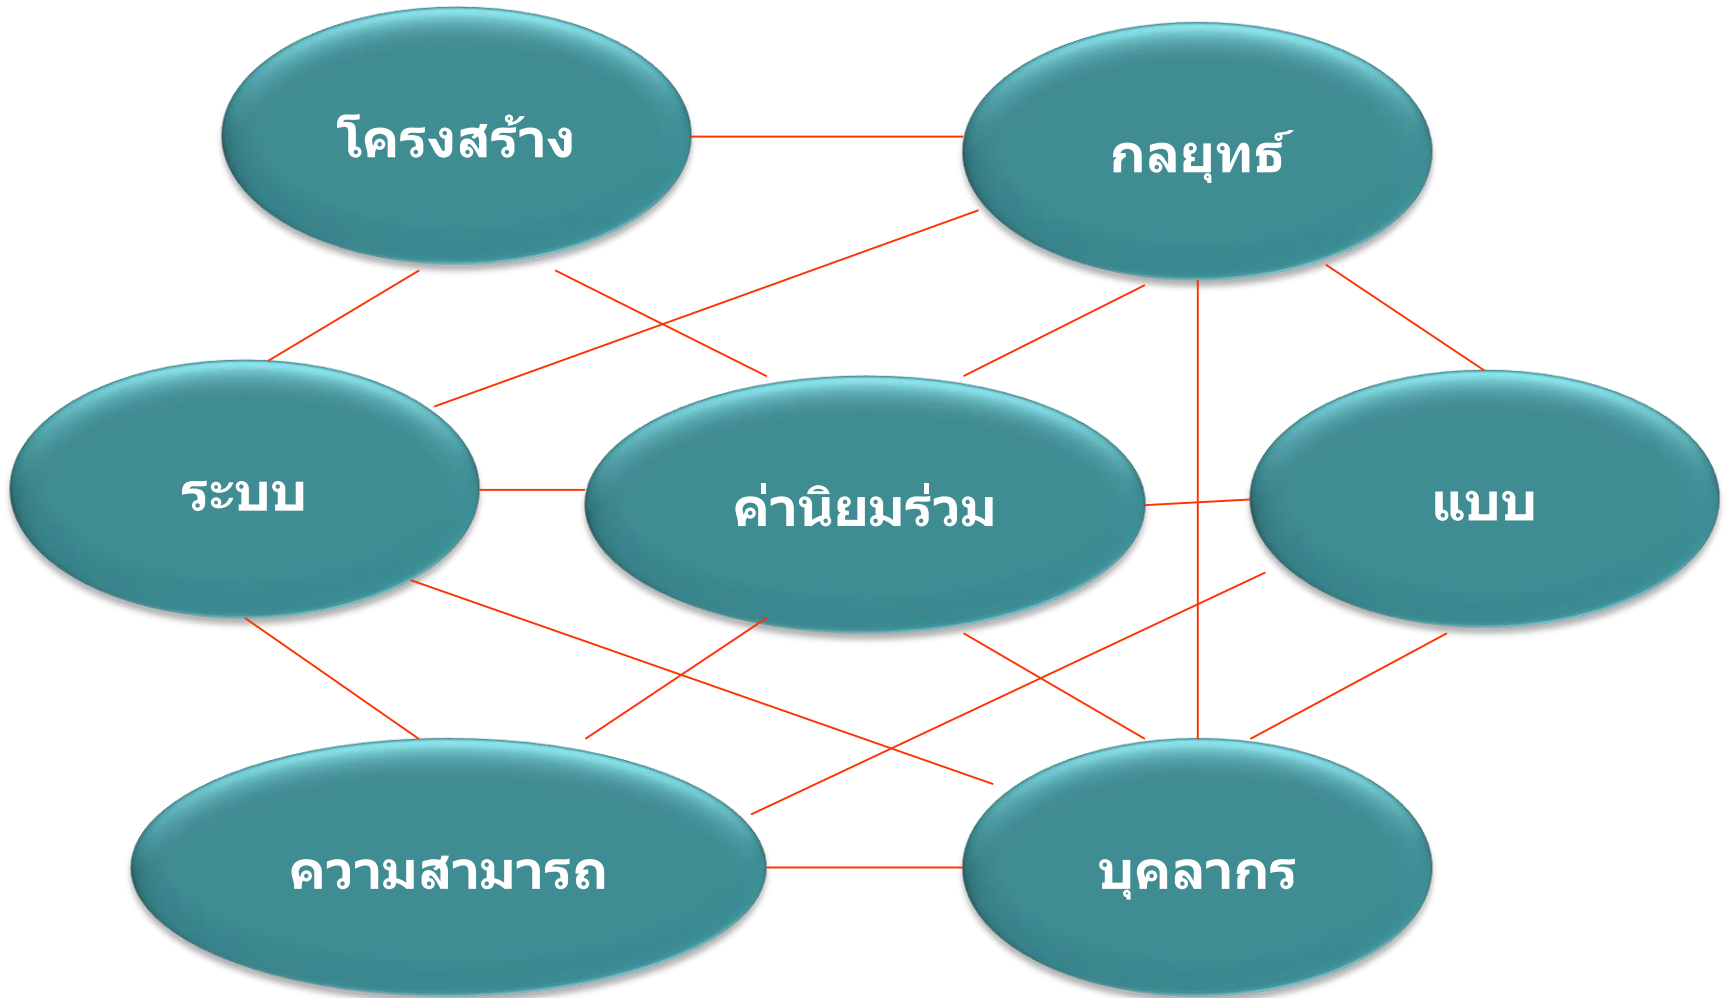 โครงสร้าง
กลยุทธ์
ระบบ
ค่านิยมร่วม
แบบ
ความสามารถ
บุคลากร